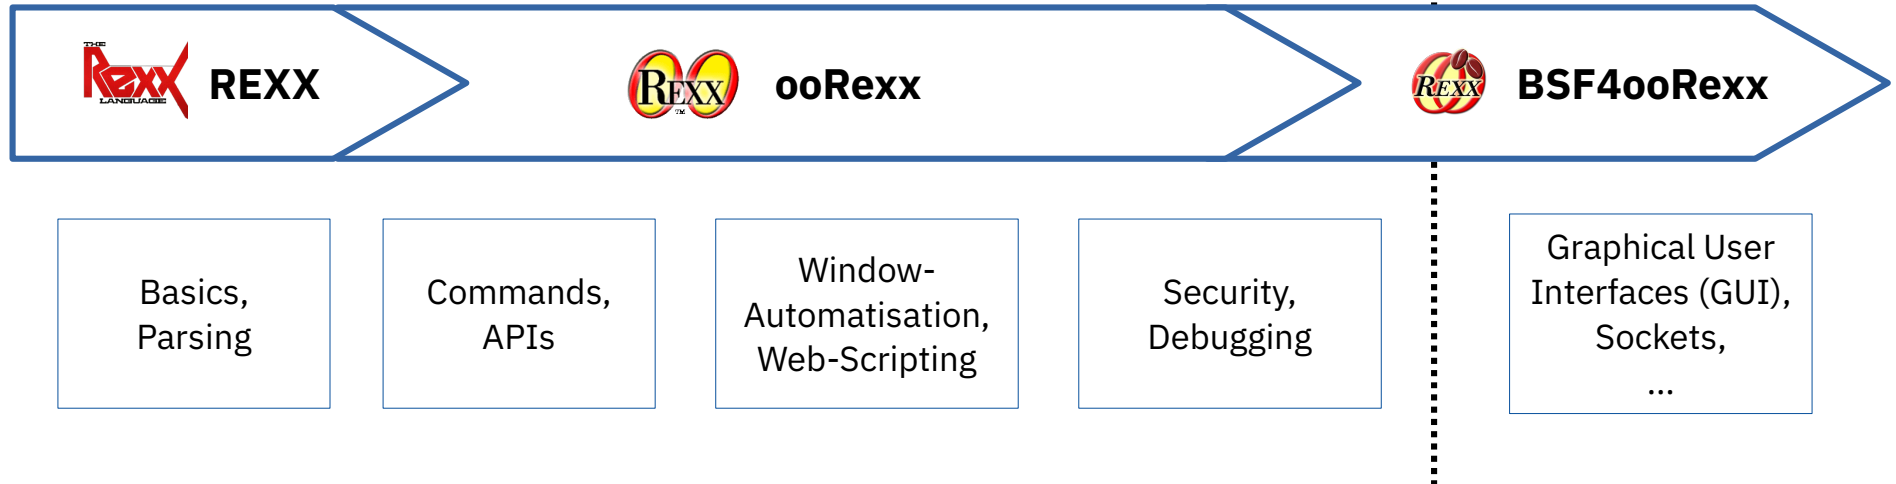 THE
Rexx
LANGUAGE
REXX
REXX
TM
ooRexx
REXX
BSF4ooRexx
Basics,
Parsing
Commands,
APIs
Window-
Automatisation,
Web-Scripting
Security,
Debugging
Graphical User
Interfaces (GUI),
Sockets,
...